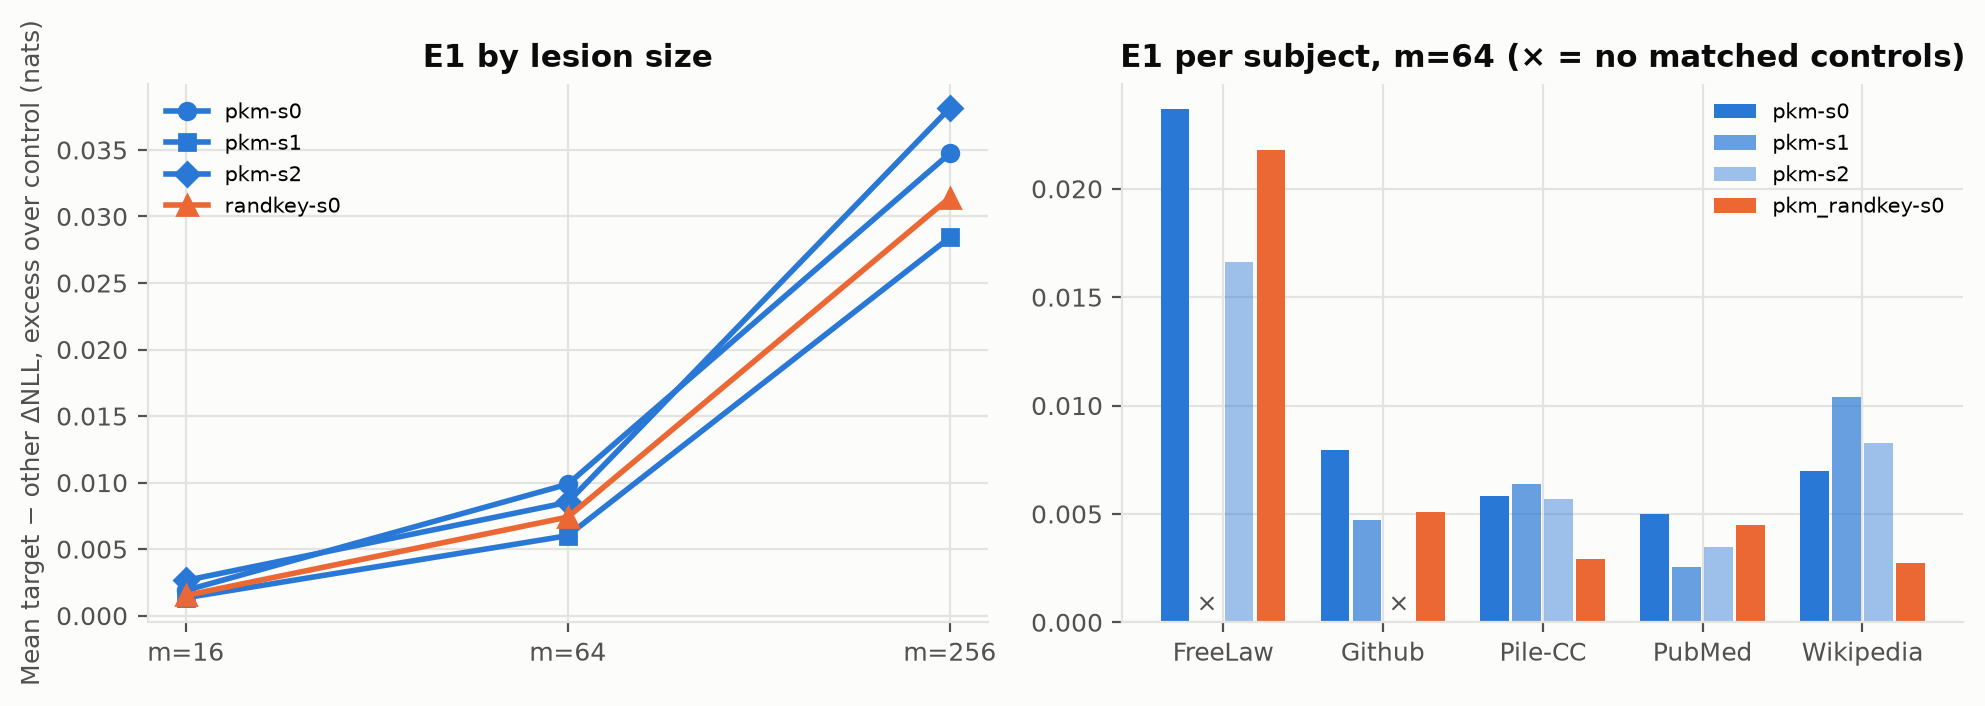 E1 by lesion size
Mean target − other ΔNLL, excess over control (nats)
pkm-s0
pkm-s1
pkm-s2
randkey-s0
0.035
0.030
0.025
0.020
0.015
0.010
0.005
0.000
m=16
m=64
m=256
E1 per subject, m=64 (× = no matched controls)
pkm-s0
pkm-s1
pkm-s2
pkm_randkey-s0
0.020
0.015
0.010
0.005
0.000
×
×
FreeLaw
Github
Pile-CC
PubMed
Wikipedia